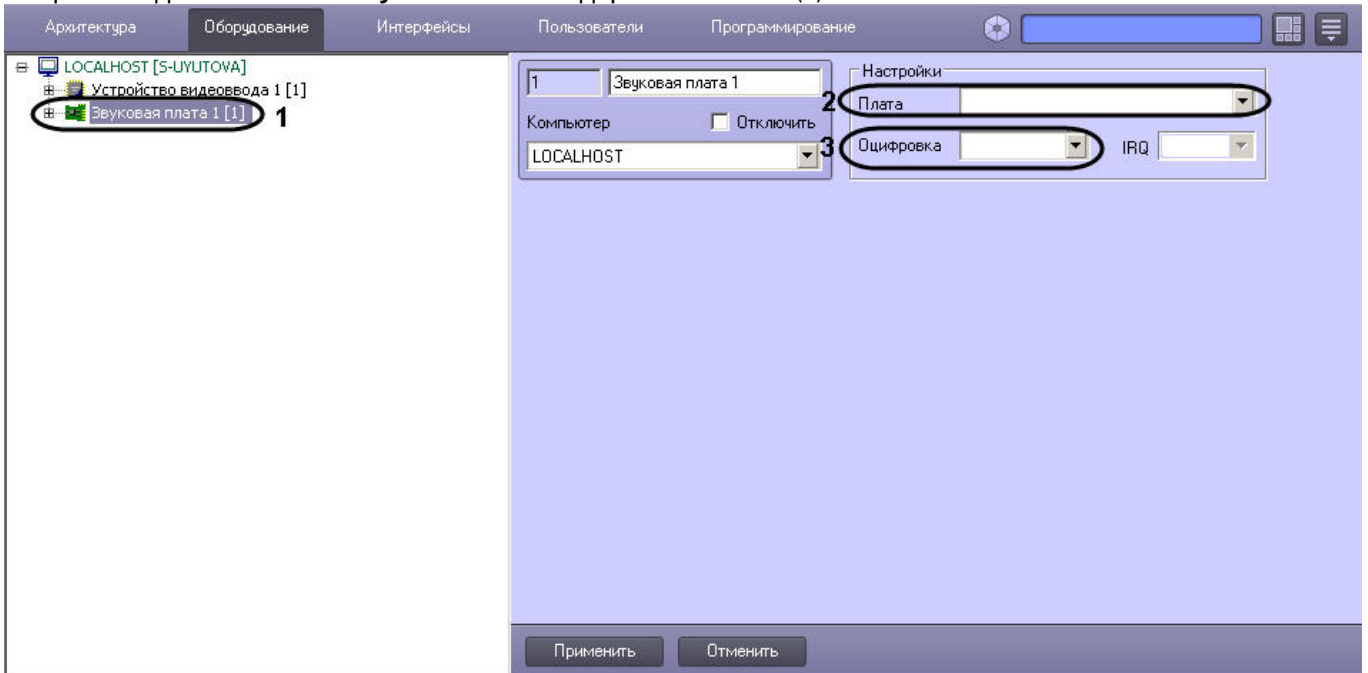 Архитектура Оборудование Интерфейсы Пользователи Программирование
LOCALHOST [S-UYUTOVA]
Устройство видеоввода 1 [1]
Звуковая плата 1 [1] 1
1 Звуковая плата 1
Компьютер Отключить
LOCALHOST
Настройки
2 Плата
3 Оцифровка IRQ
Применить Отменить